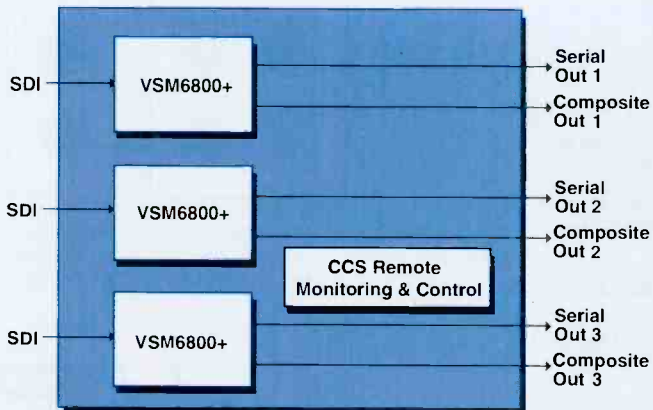 Serial
Out 1
SDI
VSM6800+
Composite
Out 1
Serial
Out 2
SDI
VSM6800+
Composite
Out 2
CCS Remote
Monitoring & Control
Serial
Out 3
SDI
VSM6800+
Composite
Out 3